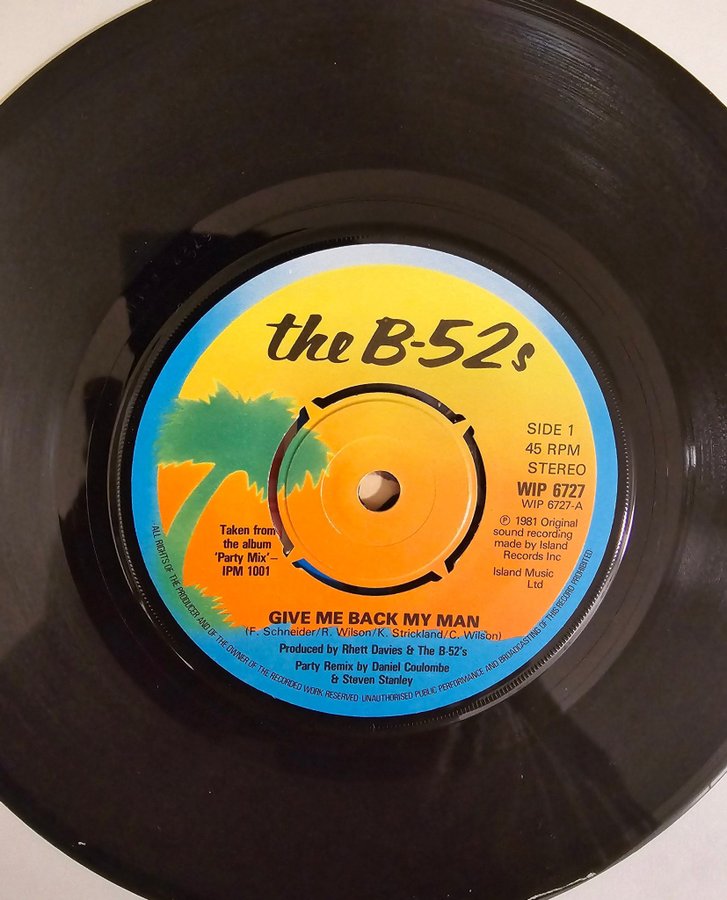 the B-52s
SIDE 1
45 RPM
STEREO
WIP 6727
WIP 6727-A
℗ 1981 Original
sound recording
made by Island
Records Inc
Island Music
Ltd
Taken from
the album
'Party Mix'–
IPM 1001
GIVE ME BACK MY MAN
(F. Schneider/R. Wilson/K. Strickland/C. Wilson)
Produced by Rhett Davies & The B-52's
Party Remix by Daniel Coulombe
& Steven Stanley
ALL RIGHTS OF THE PRODUCER AND OF THE OWNER OF THE RECORDED WORK RESERVED·UNAUTHORISED PUBLIC PERFORMANCE AND BROADCASTING OF THIS RECORD PROHIBITED